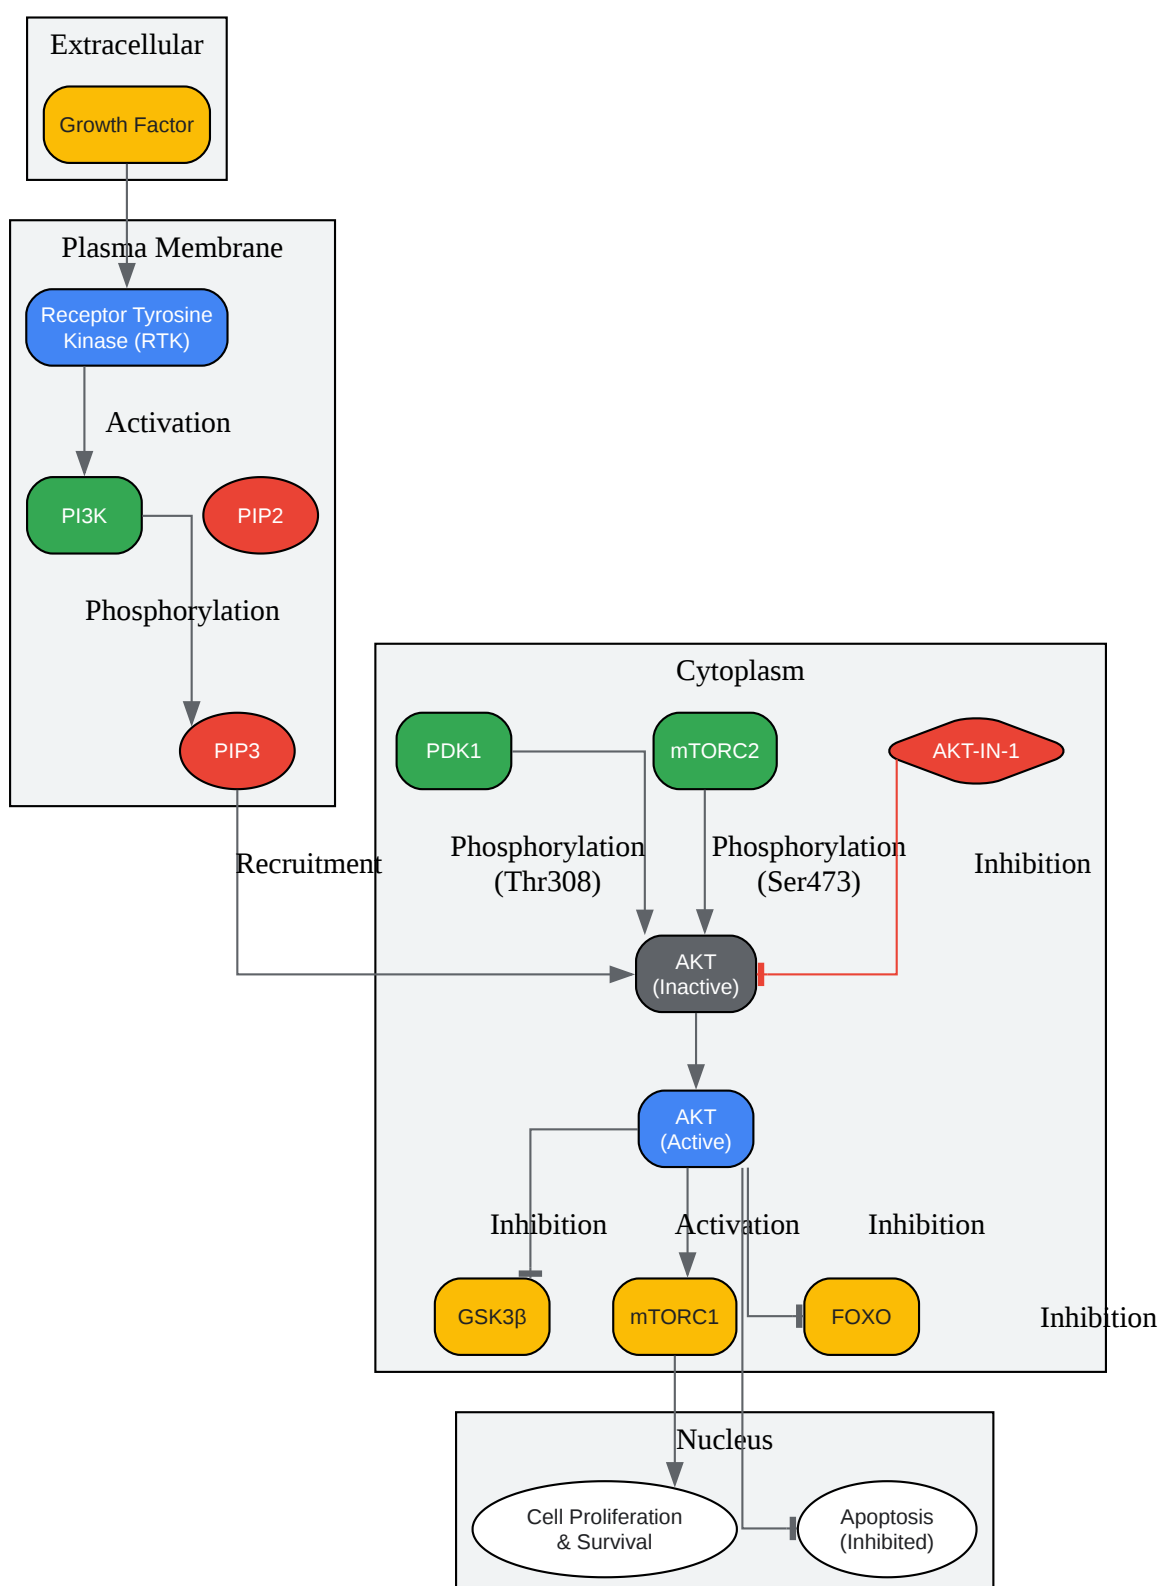 Extracellular
Growth Factor
Plasma Membrane
Receptor Tyrosine
Kinase (RTK)
Activation
PI3K
PIP2
Phosphorylation
PIP3
Recruitment
Cytoplasm
PDK1
mTORC2
AKT-IN-1
Phosphorylation
(Thr308)
Phosphorylation
(Ser473)
Inhibition
AKT
(Inactive)
AKT
(Active)
Inhibition
Activation
Inhibition
GSK3β
mTORC1
FOXO
Inhibition
Nucleus
Cell Proliferation
& Survival
Apoptosis
(Inhibited)